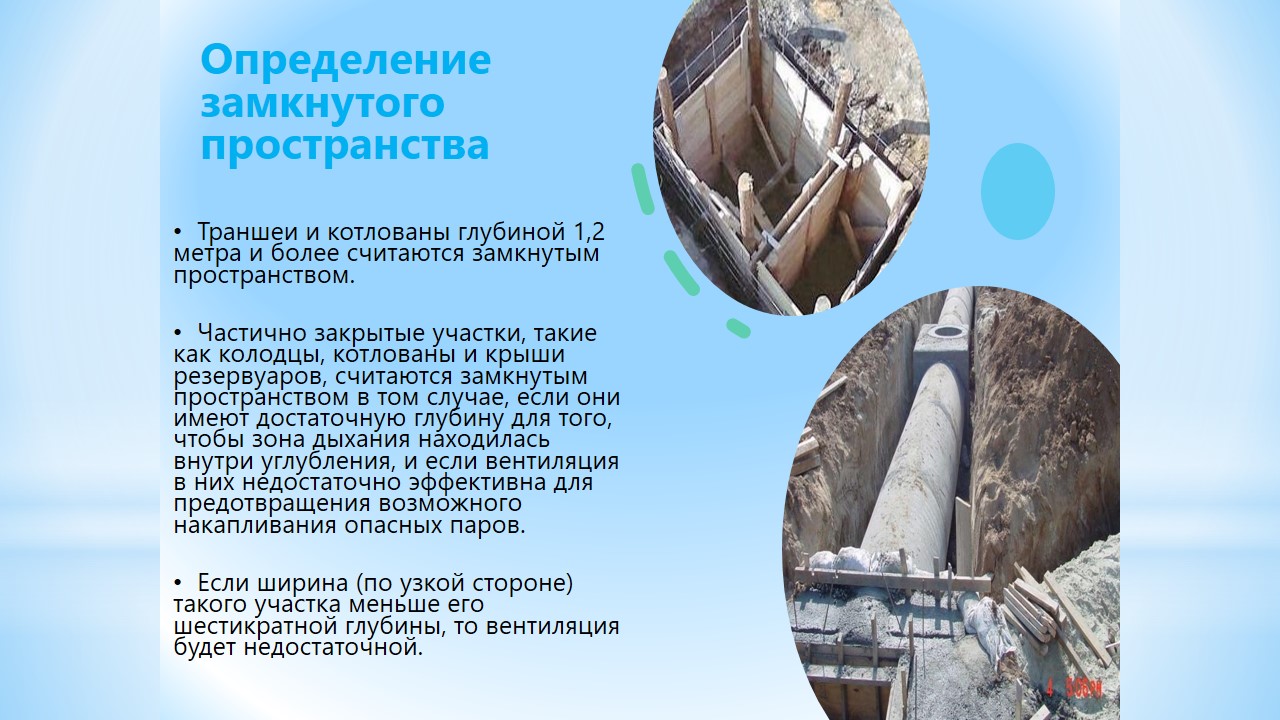 Определение
замкнутого
пространства
• Траншеи и котлованы глубиной 1,2
метра и более считаются замкнутым
пространством.
• Частично закрытые участки, такие
как колодцы, котлованы и крыши
резервуаров, считаются замкнутым
пространством в том случае, если они
имеют достаточную глубину для того,
чтобы зона дыхания находилась
внутри углубления, и если вентиляция
в них недостаточно эффективна для
предотвращения возможного
накапливания опасных паров.
• Если ширина (по узкой стороне)
такого участка меньше его
шестикратной глубины, то вентиляция
будет недостаточной.